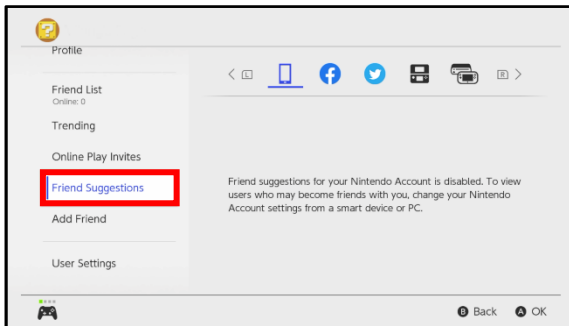 Profile
Friend List
Online: 0
Trending
Online Play Invites
Friend Suggestions
Add Friend
User Settings
L
R
Friend suggestions for your Nintendo Account is disabled. To view
users who may become friends with you, change your Nintendo
Account settings from a smart device or PC.
B Back A OK